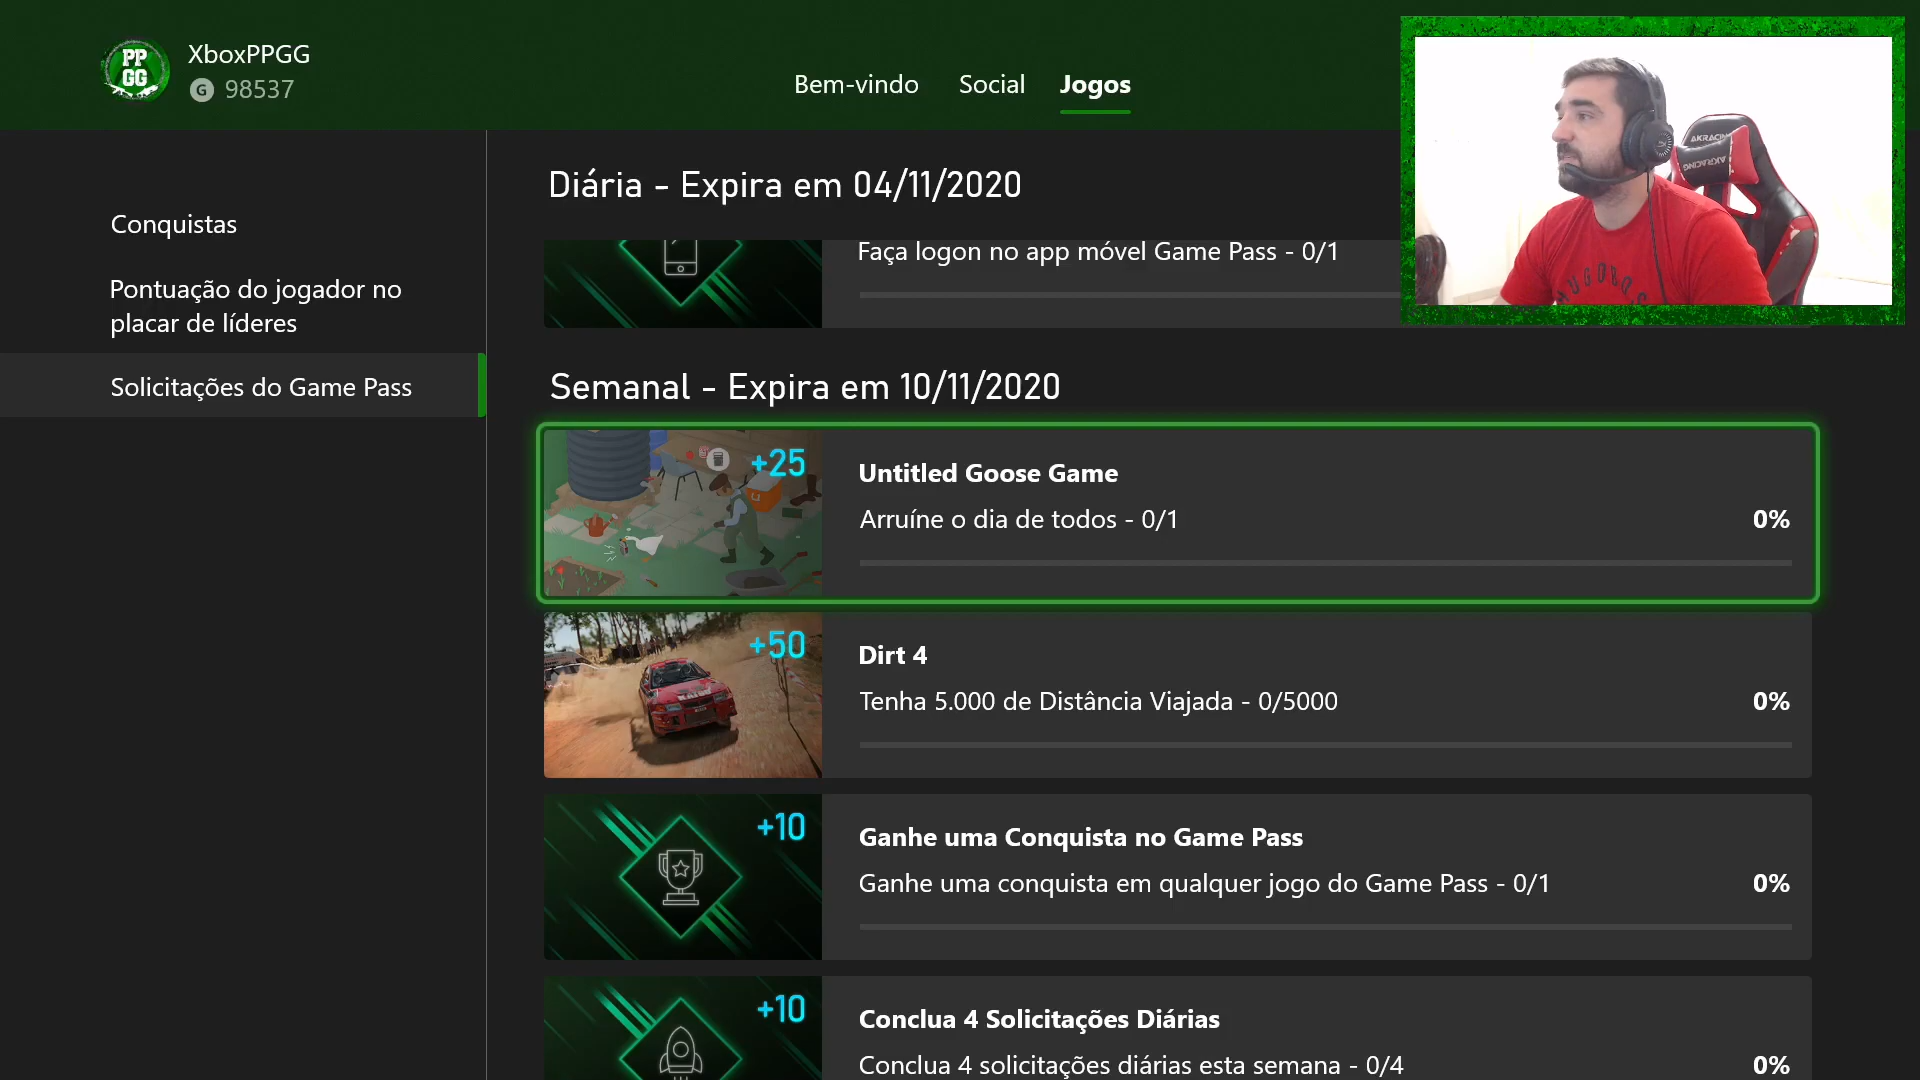 PP
GG
XboxPPGG
G 98537
Bem-vindo
Social
Jogos
AKRACING
AKRACING
Conquistas
Pontuação do jogador no
placar de líderes
Solicitações do Game Pass
Diária - Expira em 04/11/2020
Faça logon no app móvel Game Pass - 0/1
Semanal - Expira em 10/11/2020
+25
Untitled Goose Game
Arruíne o dia de todos - 0/1
0%
+50
Dirt 4
Tenha 5.000 de Distância Viajada - 0/5000
0%
+10
Ganhe uma Conquista no Game Pass
Ganhe uma conquista em qualquer jogo do Game Pass - 0/1
0%
+10
Conclua 4 Solicitações Diárias
Conclua 4 solicitações diárias esta semana - 0/4
0%